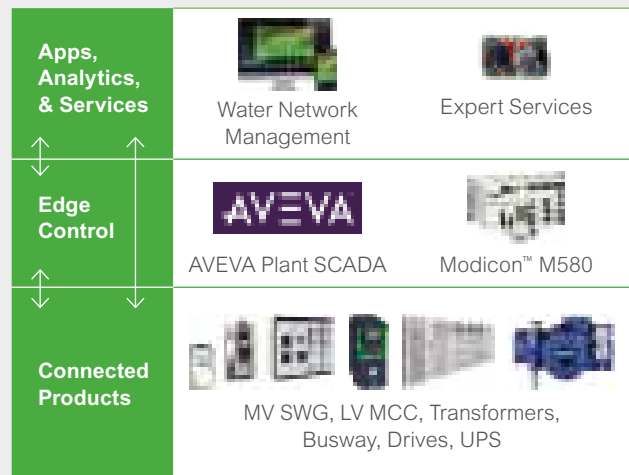 Apps,
Analytics,
& Services
Water Network
Management
Expert Services
Edge
Control
AVEVA
AVEVA Plant SCADA
Modicon™ M580
Connected
Products
MV SWG, LV MCC, Transformers,
Busway, Drives, UPS